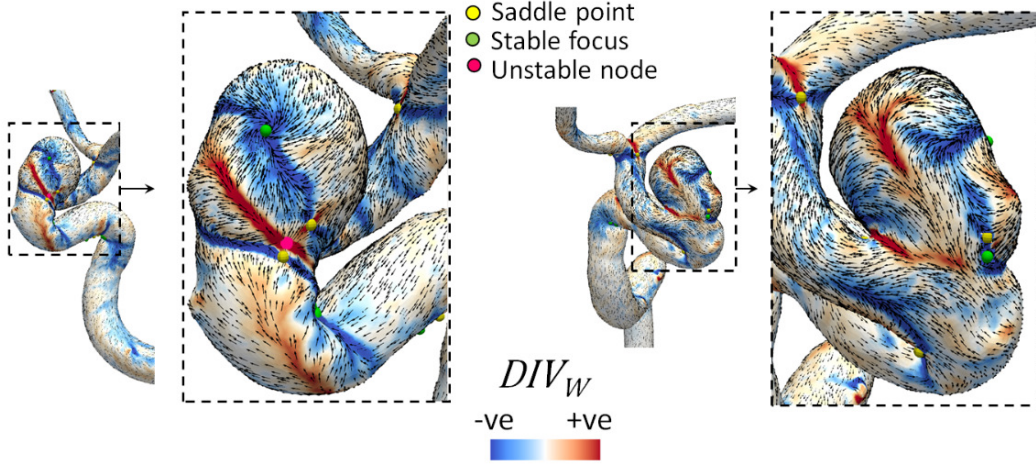 Saddle point
Stable focus
Unstable node
DIV_W
-ve +ve